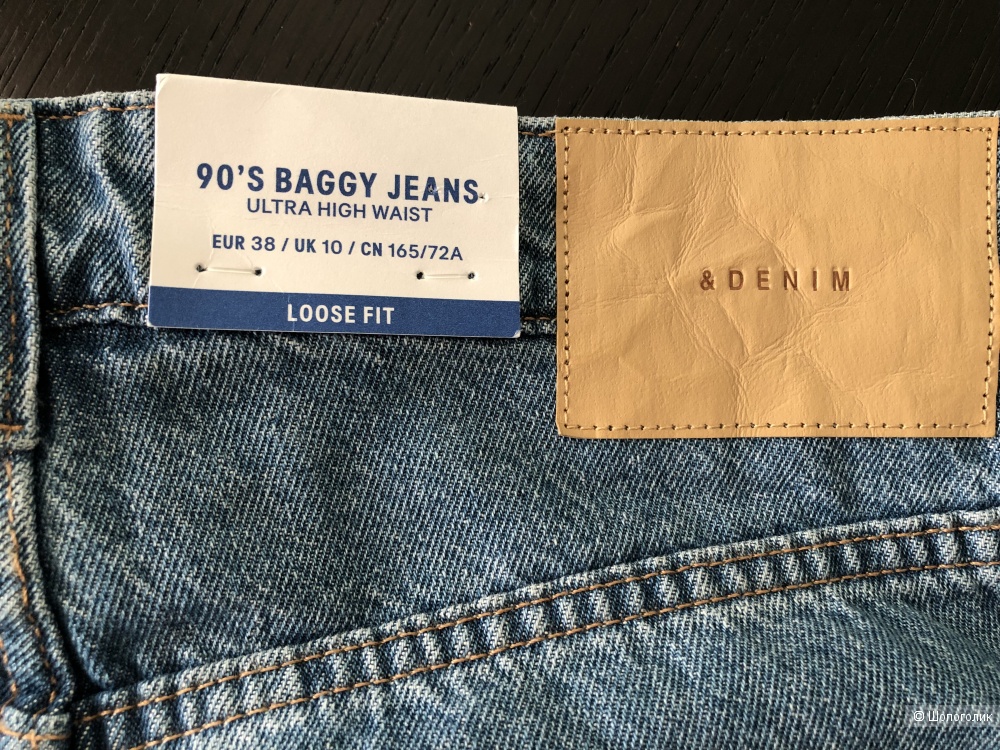 90'S BAGGY JEANS
ULTRA HIGH WAIST
EUR 38 / UK 10 / CN 165/72A
LOOSE FIT
& DENIM
© Шопоголик